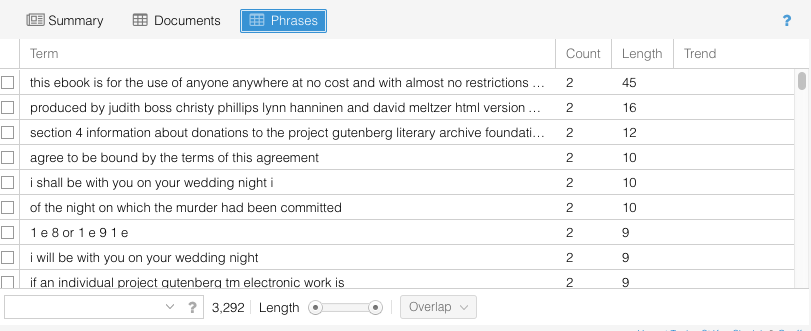 Summary Documents Phrases ?
Term Count Length Trend
this ebook is for the use of anyone anywhere at no cost and with almost no restrictions ... 2 45
produced by judith boss christy phillips lynn hanninen and david meltzer html version ... 2 16
section 4 information about donations to the project gutenberg literary archive foundati... 2 12
agree to be bound by the terms of this agreement 2 10
i shall be with you on your wedding night i 2 10
of the night on which the murder had been committed 2 10
1 e 8 or 1 e 9 1 e 2 9
i will be with you on your wedding night 2 9
if an individual project gutenberg tm electronic work is 2 9
? 3,292 Length Overlap